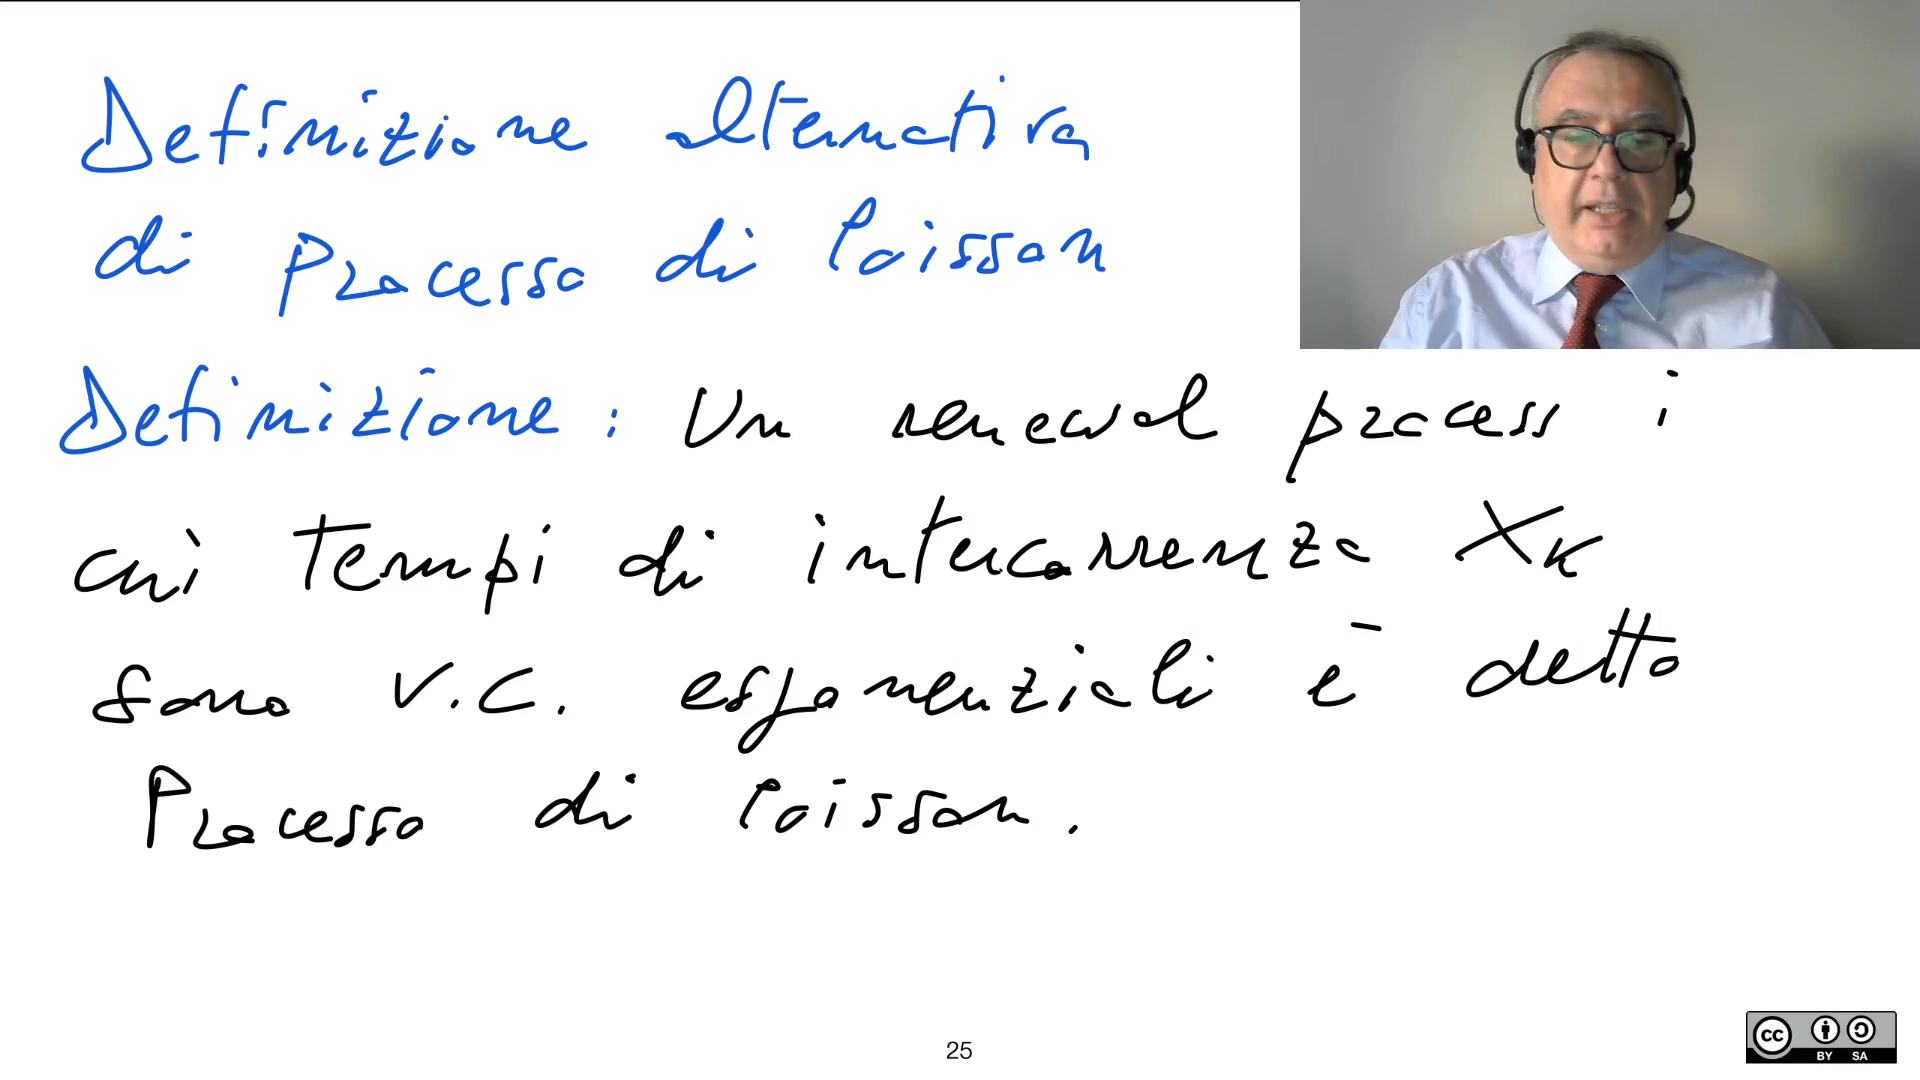 Definizione alternativa
di Processo di Poisson
Definizione: Un renewal process i
cui tempi di intercorrenza Xk
sono v.c. esponenziali è detto
Processo di Poisson.
25
cc
BY SA